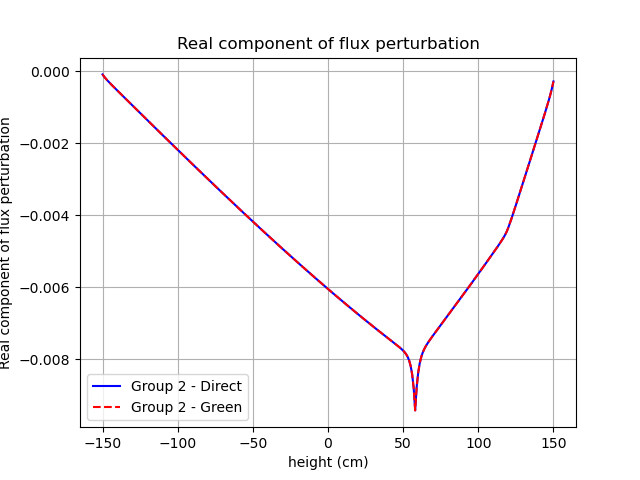 Real component of flux perturbation
Real component of flux perturbation
0.000
−0.002
−0.004
−0.006
−0.008
Group 2 - Direct
Group 2 - Green
−150
−100
−50
0
50
100
150
height (cm)